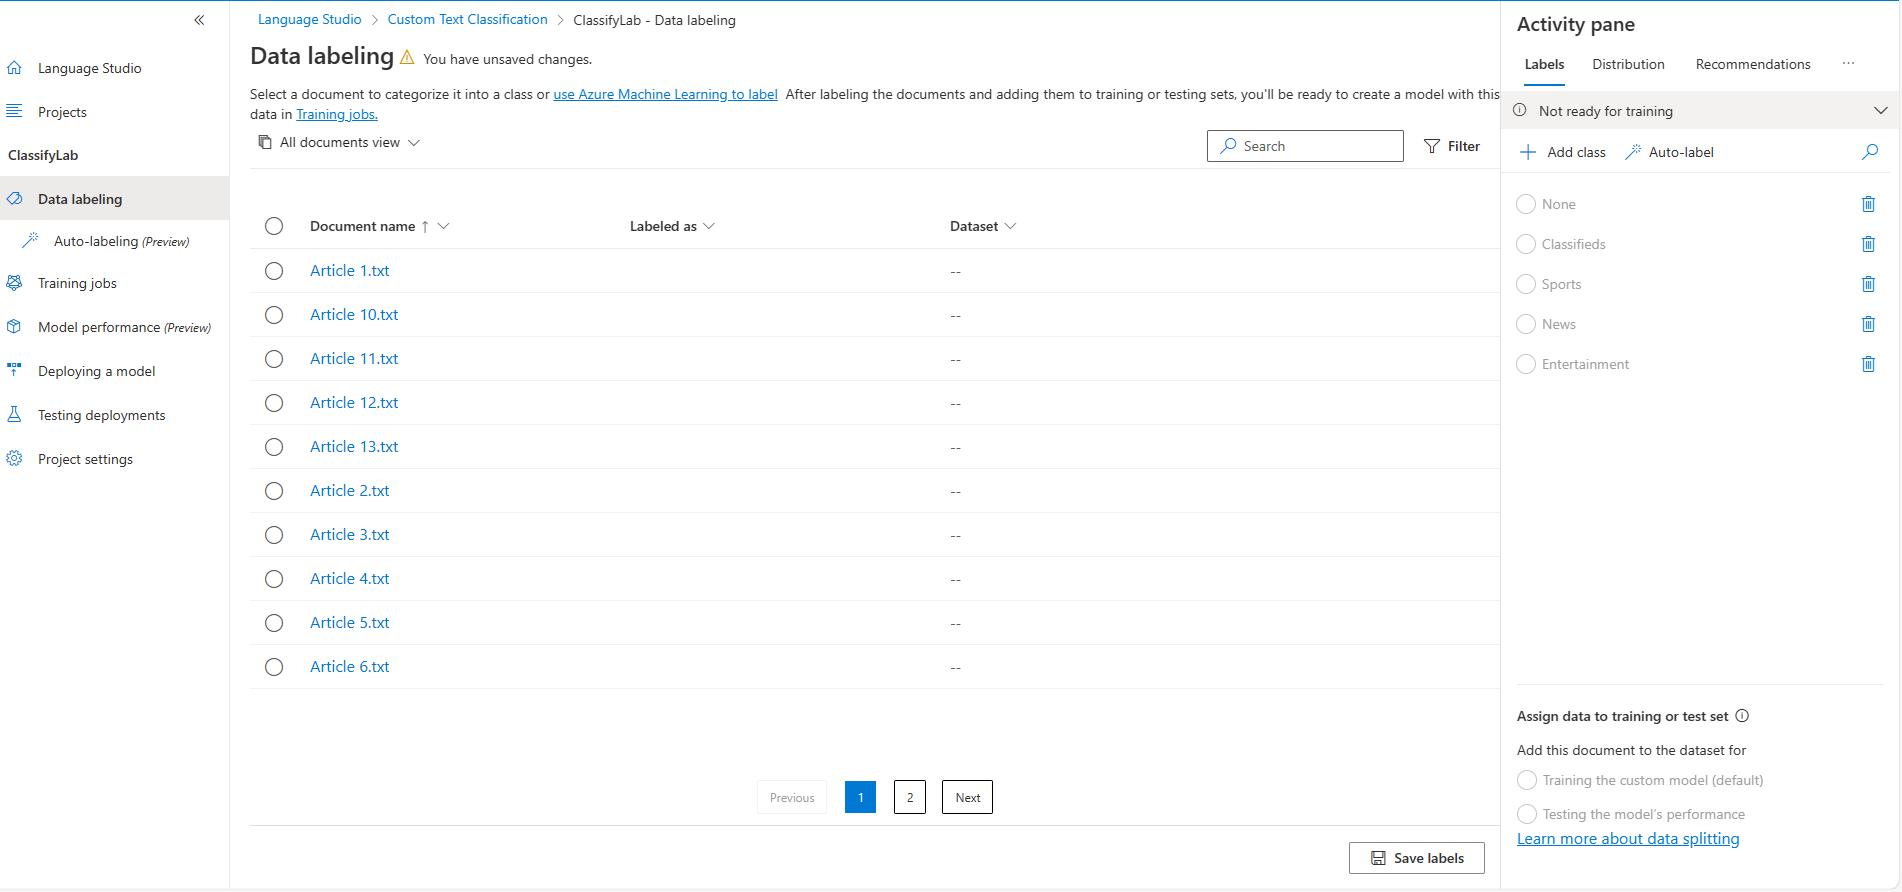 Language Studio
Projects
ClassifyLab
Data labeling
Auto-labeling (Preview)
Training jobs
Model performance (Preview)
Deploying a model
Testing deployments
Project settings
Language Studio > Custom Text Classification > ClassifyLab - Data labeling
Data labeling You have unsaved changes.
Select a document to categorize it into a class or use Azure Machine Learning to label After labeling the documents and adding them to training or testing sets, you'll be ready to create a model with this
data in Training jobs.
All documents view
Search
Filter
Document name ↑ Labeled as Dataset
Article 1.txt --
Article 10.txt --
Article 11.txt --
Article 12.txt --
Article 13.txt --
Article 2.txt --
Article 3.txt --
Article 4.txt --
Article 5.txt --
Article 6.txt --
Previous 1 2 Next
Save labels
Activity pane
Labels Distribution Recommendations ...
Not ready for training
Add class Auto-label
None
Classifieds
Sports
News
Entertainment
Assign data to training or test set
Add this document to the dataset for
Training the custom model (default)
Testing the model's performance
Learn more about data splitting